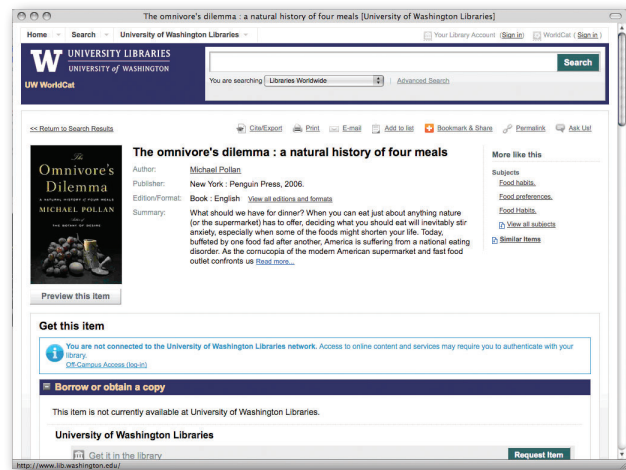 The omnivore's dilemma : a natural history of four meals [University of Washington Libraries]
Home Search University of Washington Libraries Your Library Account (Sign in) WorldCat ( Sign in )
W UNIVERSITY LIBRARIES
UNIVERSITY of WASHINGTON
UW WorldCat
Search
You are searching Libraries Worldwide Advanced Search
<< Return to Search Results Cite/Export Print E-mail Add to list Bookmark & Share Permalink Ask Us!
The
Omnivore's
Dilemma
A NATURAL HISTORY OF FOUR MEALS
MICHAEL POLLAN
Author of
THE BOTANY OF DESIRE
Preview this item
The omnivore's dilemma : a natural history of four meals
Author: Michael Pollan
Publisher: New York : Penguin Press, 2006.
Edition/Format: Book : English View all editions and formats
Summary: What should we have for dinner? When you can eat just about anything nature
(or the supermarket) has to offer, deciding what you should eat will inevitably stir
anxiety, especially when some of the foods might shorten your life. Today,
buffeted by one food fad after another, America is suffering from a national eating
disorder. As the cornucopia of the modern American supermarket and fast food
outlet confronts us Read more...
More like this
Subjects
Food habits.
Food preferences.
Food Habits.
View all subjects
Similar Items
Get this item
You are not connected to the University of Washington Libraries network. Access to online content and services may require you to authenticate with your
library.
Off-Campus Access (log-in)
Borrow or obtain a copy
This item is not currently available at University of Washington Libraries.
University of Washington Libraries
Get it in the library Request Item
http://www.lib.washington.edu/